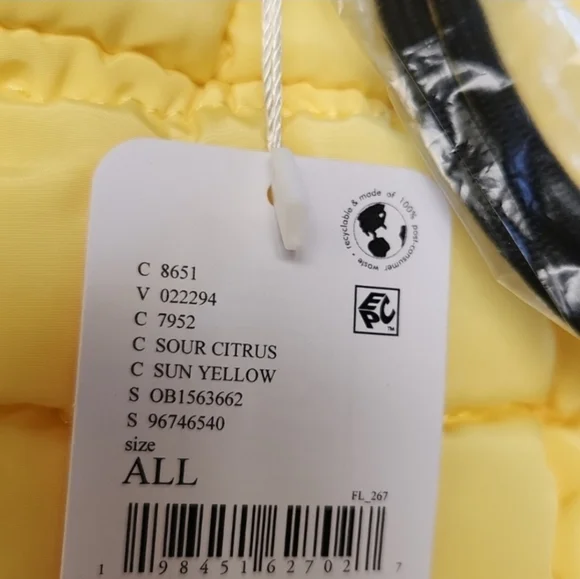 recyclable & made of 100% post-consumer waste •
EPC™
C 8651
V 022294
C 7952
C SOUR CITRUS
C SUN YELLOW
S OB1563662
S 96746540
size
ALL
FL_267
1 98451 62702 7